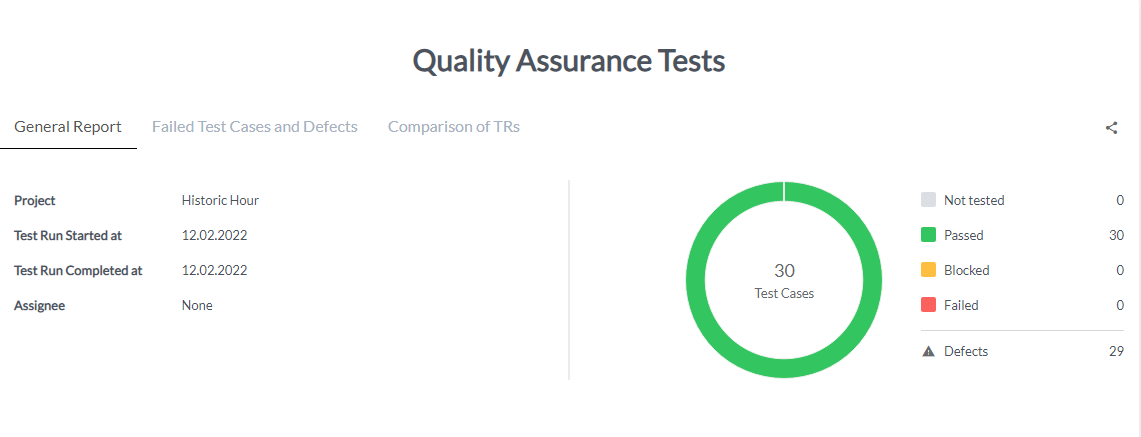 Quality Assurance Tests
General Report
Failed Test Cases and Defects
Comparison of TRs
Project Historic Hour
Test Run Started at 12.02.2022
Test Run Completed at 12.02.2022
Assignee None
30
Test Cases
Not tested 0
Passed 30
Blocked 0
Failed 0
Defects 29